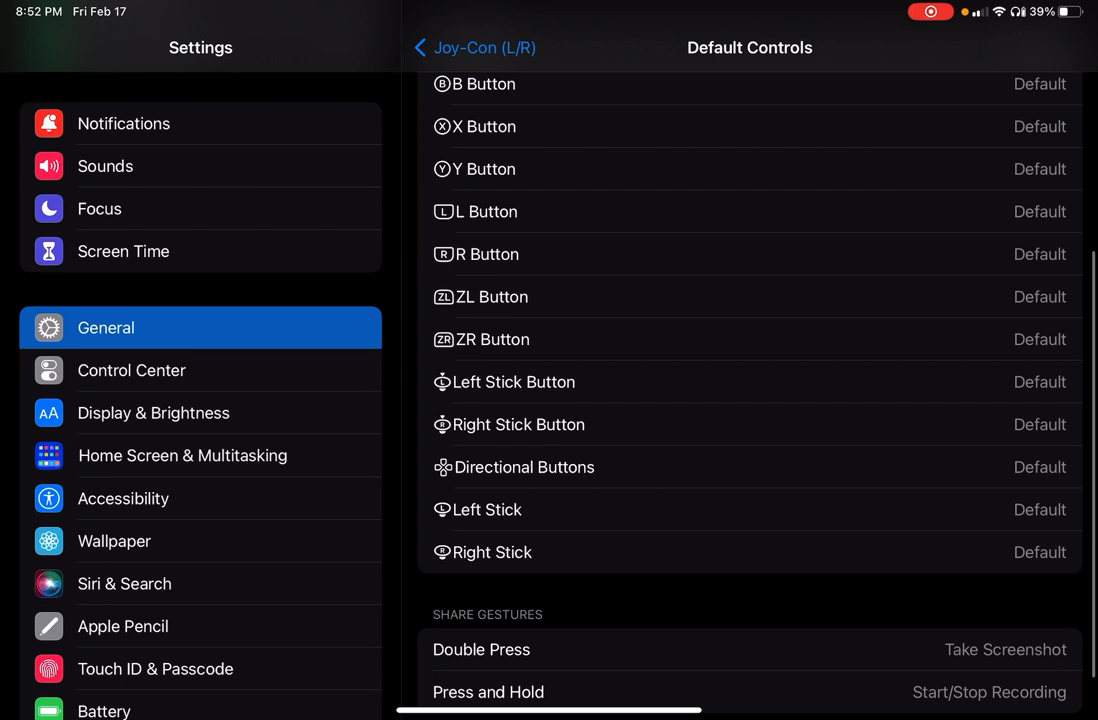 8:52 PM Fri Feb 17
39%
Settings
Joy-Con (L/R)
Default Controls
Notifications
Sounds
Focus
Screen Time
General
Control Center
AA Display & Brightness
Home Screen & Multitasking
Accessibility
Wallpaper
Siri & Search
Apple Pencil
Touch ID & Passcode
Battery
B B Button Default
X X Button Default
Y Y Button Default
L L Button Default
R R Button Default
ZL ZL Button Default
ZR ZR Button Default
L Left Stick Button Default
R Right Stick Button Default
Directional Buttons Default
L Left Stick Default
R Right Stick Default
SHARE GESTURES
Double Press Take Screenshot
Press and Hold Start/Stop Recording